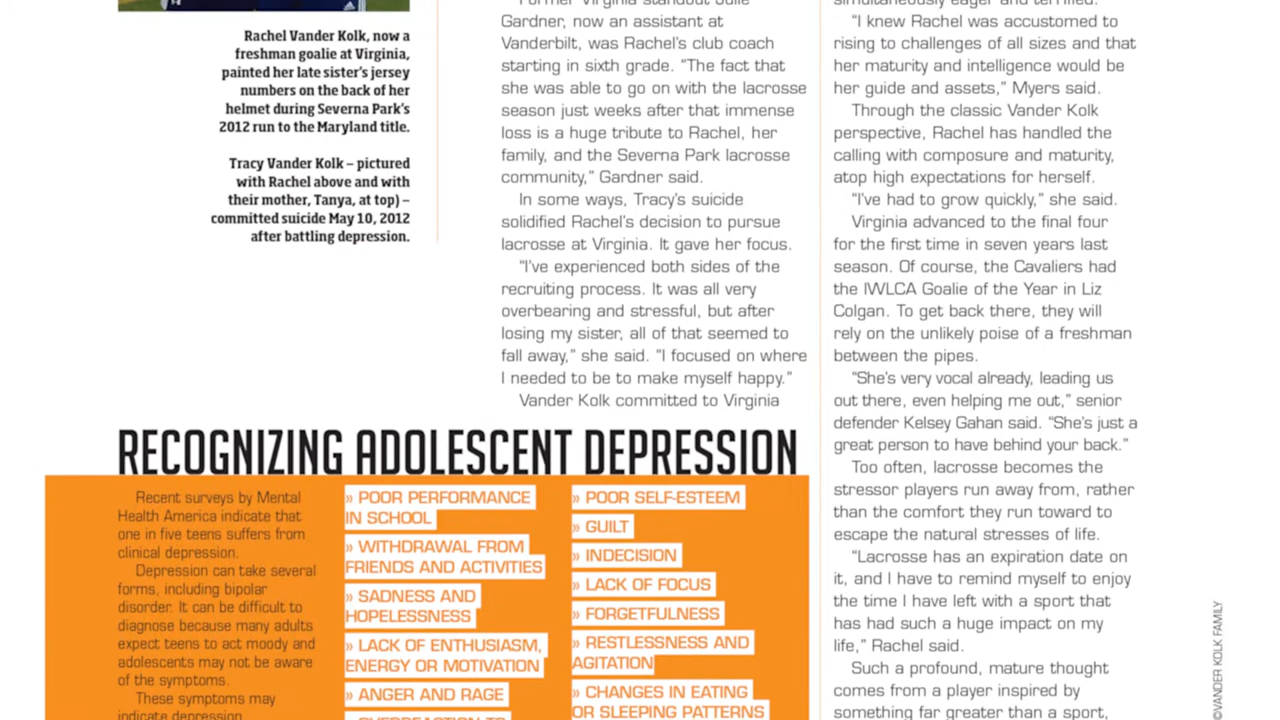 Rachel Vander Kolk, now a
freshman goalie at Virginia,
painted her late sister's jersey
numbers on the back of her
helmet during Severna Park's
2012 run to the Maryland title.
Tracy Vander Kolk – pictured
with Rachel above and with
their mother, Tanya, at top) –
committed suicide May 10, 2012
after battling depression.
Former Virginia standout Julie
Gardner, now an assistant at
Vanderbilt, was Rachel's club coach
starting in sixth grade. "The fact that
she was able to go on with the lacrosse
season just weeks after that immense
loss is a huge tribute to Rachel, her
family, and the Severna Park lacrosse
community," Gardner said.
In some ways, Tracy's suicide
solidified Rachel's decision to pursue
lacrosse at Virginia. It gave her focus.
"I've experienced both sides of the
recruiting process. It was all very
overbearing and stressful, but after
losing my sister, all of that seemed to
fall away," she said. "I focused on where
I needed to be to make myself happy."
Vander Kolk committed to Virginia
simultaneously eager and terrified.
"I knew Rachel was accustomed to
rising to challenges of all sizes and that
her maturity and intelligence would be
her guide and assets," Myers said.
Through the classic Vander Kolk
perspective, Rachel has handled the
calling with composure and maturity,
atop high expectations for herself.
"I've had to grow quickly," she said.
Virginia advanced to the final four
for the first time in seven years last
season. Of course, the Cavaliers had
the IWLCA Goalie of the Year in Liz
Colgan. To get back there, they will
rely on the unlikely poise of a freshman
between the pipes.
"She's very vocal already, leading us
out there, even helping me out," senior
defender Kelsey Gahan said. "She's just a
great person to have behind your back."
Too often, lacrosse becomes the
stressor players run away from, rather
than the comfort they run toward to
escape the natural stresses of life.
"Lacrosse has an expiration date on
it, and I have to remind myself to enjoy
the time I have left with a sport that
has had such a huge impact on my
life," Rachel said.
Such a profound, mature thought
comes from a player inspired by
something far greater than a sport,
RECOGNIZING ADOLESCENT DEPRESSION
Recent surveys by Mental
Health America indicate that
one in five teens suffers from
clinical depression.
Depression can take several
forms, including bipolar
disorder. It can be difficult to
diagnose because many adults
expect teens to act moody and
adolescents may not be aware
of the symptoms.
These symptoms may
indicate depression
» POOR PERFORMANCE
IN SCHOOL
» WITHDRAWAL FROM
FRIENDS AND ACTIVITIES
» SADNESS AND
HOPELESSNESS
» LACK OF ENTHUSIASM,
ENERGY OR MOTIVATION
» ANGER AND RAGE
» OVERREACTION TO
» POOR SELF-ESTEEM
» GUILT
» INDECISION
» LACK OF FOCUS
» FORGETFULNESS
» RESTLESSNESS AND
AGITATION
» CHANGES IN EATING
OR SLEEPING PATTERNS
©VANDER KOLK FAMILY